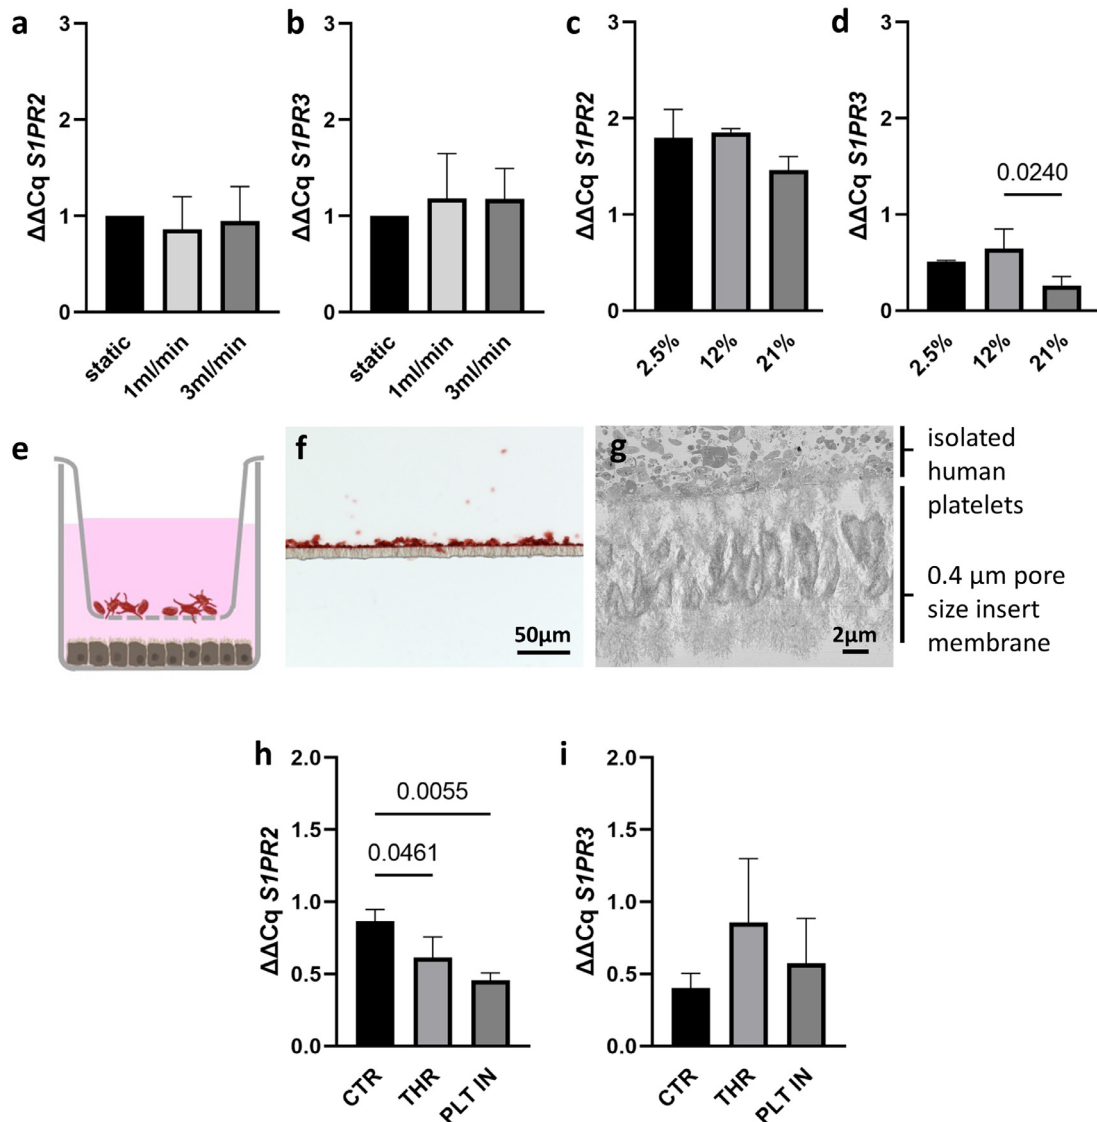 a
3
2
1
0
ΔΔCq S1PR2
static
1ml/min
3ml/min
b
3
2
1
0
ΔΔCq S1PR3
static
1ml/min
3ml/min
c
3
2
1
0
ΔΔCq S1PR2
2.5%
12%
21%
d
3
2
1
0
ΔΔCq S1PR3
0.0240
2.5%
12%
21%
e
f
50μm
g
2μm
isolated
human
platelets
0.4 μm pore
size insert
membrane
h
2.0
1.5
1.0
0.5
0.0
ΔΔCq S1PR2
0.0055
0.0461
CTR
THR
PLT IN
i
2.0
1.5
1.0
0.5
0.0
ΔΔCq S1PR3
CTR
THR
PLT IN